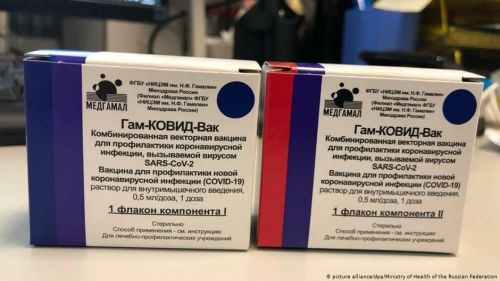 ФГБУ «НИЦЭМ им. Н.Ф. Гамалеи»
Минздрава России
(Филиал «Медгамал» ФГБУ
«НИЦЭМ им. Н.Ф. Гамалеи»
Минздрава России)
МЕДГАМАЛ
Гам-КОВИД-Вак
Комбинированная векторная вакцина
для профилактики коронавирусной
инфекции, вызываемой вирусом
SARS-CoV-2
Вакцина для профилактики новой
коронавирусной инфекции (COVID-19)
раствор для внутримышечного введения,
0,5 мл/доза, 1 доза
1 флакон компонента I
Стерильно
Способ применения - см. инструкцию
Для лечебно-профилактических учреждений
ФГБУ «НИЦЭМ им. Н.Ф. Гамалеи»
Минздрава России
(Филиал «Медгамал» ФГБУ
«НИЦЭМ им. Н.Ф. Гамалеи»
Минздрава России)
МЕДГАМАЛ
Гам-КОВИД-Вак
Комбинированная векторная вакцина
для профилактики коронавирусной
инфекции, вызываемой вирусом
SARS-CoV-2
Вакцина для профилактики новой
коронавирусной инфекции (COVID-19)
раствор для внутримышечного введения,
0,5 мл/доза, 1 доза
1 флакон компонента II
Стерильно
Способ применения - см. инструкцию
Для лечебно-профилактических учреждений
© picture alliance/dpa/Ministry of Health of the Russian Federation